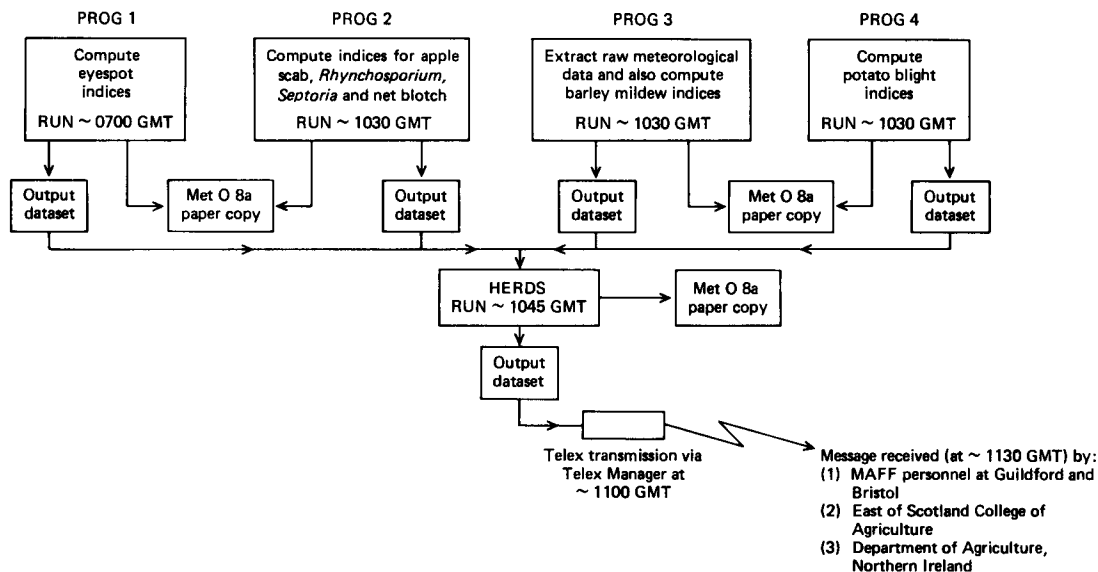 PROG 1
PROG 2
PROG 3
PROG 4
Compute
eyespot
indices
RUN ~ 0700 GMT
Compute indices for apple
scab, Rhynchosporium,
Septoria and net blotch
RUN ~ 1030 GMT
Extract raw meteorological
data and also compute
barley mildew indices
RUN ~ 1030 GMT
Compute
potato blight
indices
RUN ~ 1030 GMT
Output
dataset
Met O 8a
paper copy
Output
dataset
Output
dataset
Met O 8a
paper copy
Output
dataset
HERDS
RUN ~ 1045 GMT
Met O 8a
paper copy
Output
dataset
Telex transmission via
Telex Manager at
~ 1100 GMT
Message received (at ~ 1130 GMT) by:
(1) MAFF personnel at Guildford and
Bristol
(2) East of Scotland College of
Agriculture
(3) Department of Agriculture,
Northern Ireland